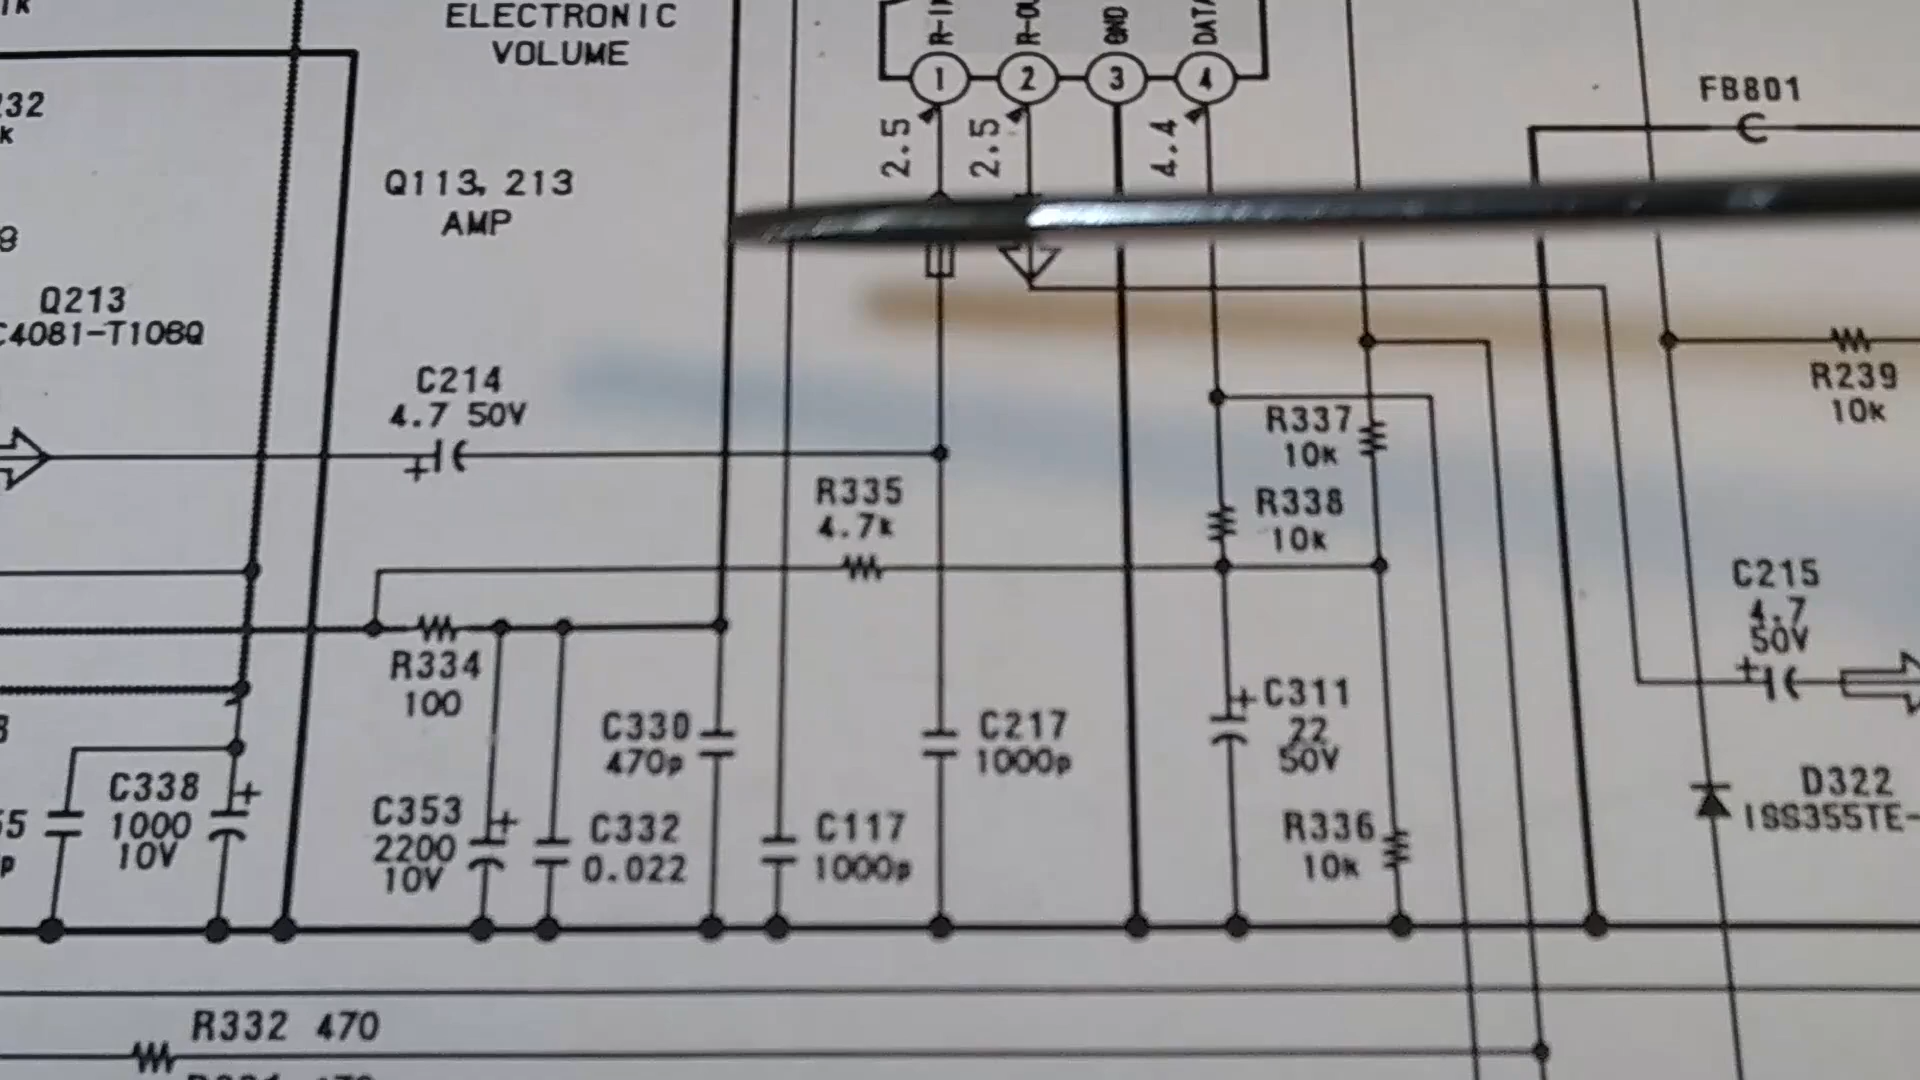 ELECTRONIC
VOLUME
1
2
3
4
GND
2.5
2.5
4.4
FB801
Q113, 213
AMP
Q213
C4081-T106Q
C214
4.7 50V
R335
4.7k
R337
10k
R338
10k
R239
10k
R334
100
C215
4.7
50V
C330
470p
C217
1000p
C311
22
50V
C338
1000
10V
C353
2200
10V
C332
0.022
C117
1000p
R336
10k
D322
1SS355TE-
R332 470